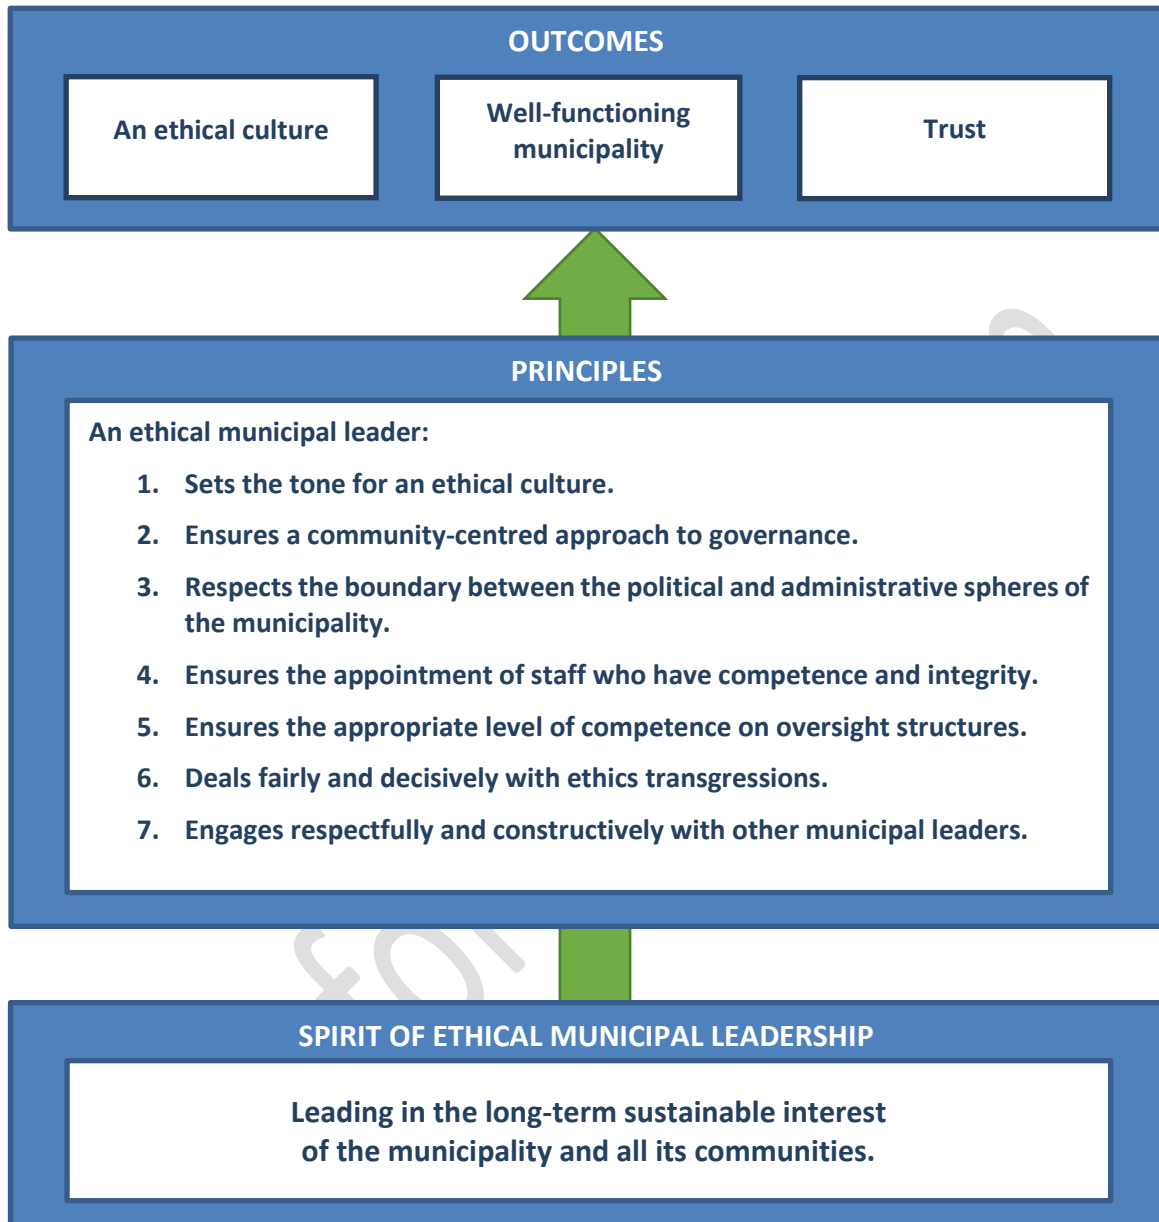 OUTCOMES
An ethical culture
Well-functioning
municipality
Trust
PRINCIPLES
An ethical municipal leader:
1. Sets the tone for an ethical culture.
2. Ensures a community-centred approach to governance.
3. Respects the boundary between the political and administrative spheres of
the municipality.
4. Ensures the appointment of staff who have competence and integrity.
5. Ensures the appropriate level of competence on oversight structures.
6. Deals fairly and decisively with ethics transgressions.
7. Engages respectfully and constructively with other municipal leaders.
SPIRIT OF ETHICAL MUNICIPAL LEADERSHIP
Leading in the long-term sustainable interest
of the municipality and all its communities.